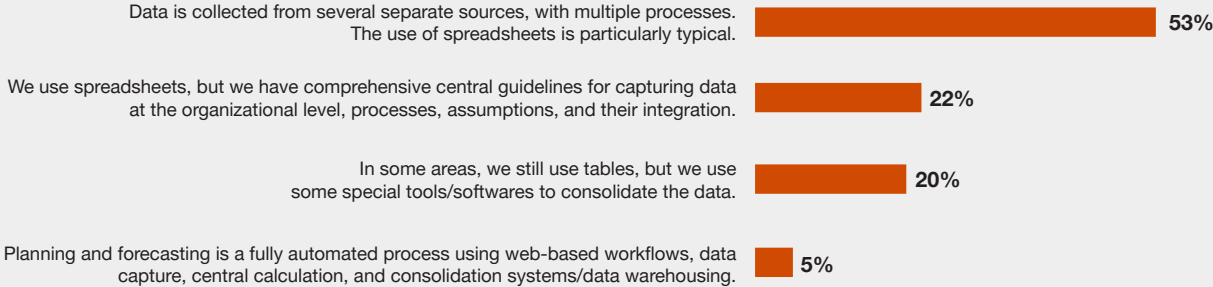 Data is collected from several separate sources, with multiple processes.
The use of spreadsheets is particularly typical.
53%
We use spreadsheets, but we have comprehensive central guidelines for capturing data
at the organizational level, processes, assumptions, and their integration.
22%
In some areas, we still use tables, but we use
some special tools/softwares to consolidate the data.
20%
Planning and forecasting is a fully automated process using web-based workflows, data
capture, central calculation, and consolidation systems/data warehousing.
5%